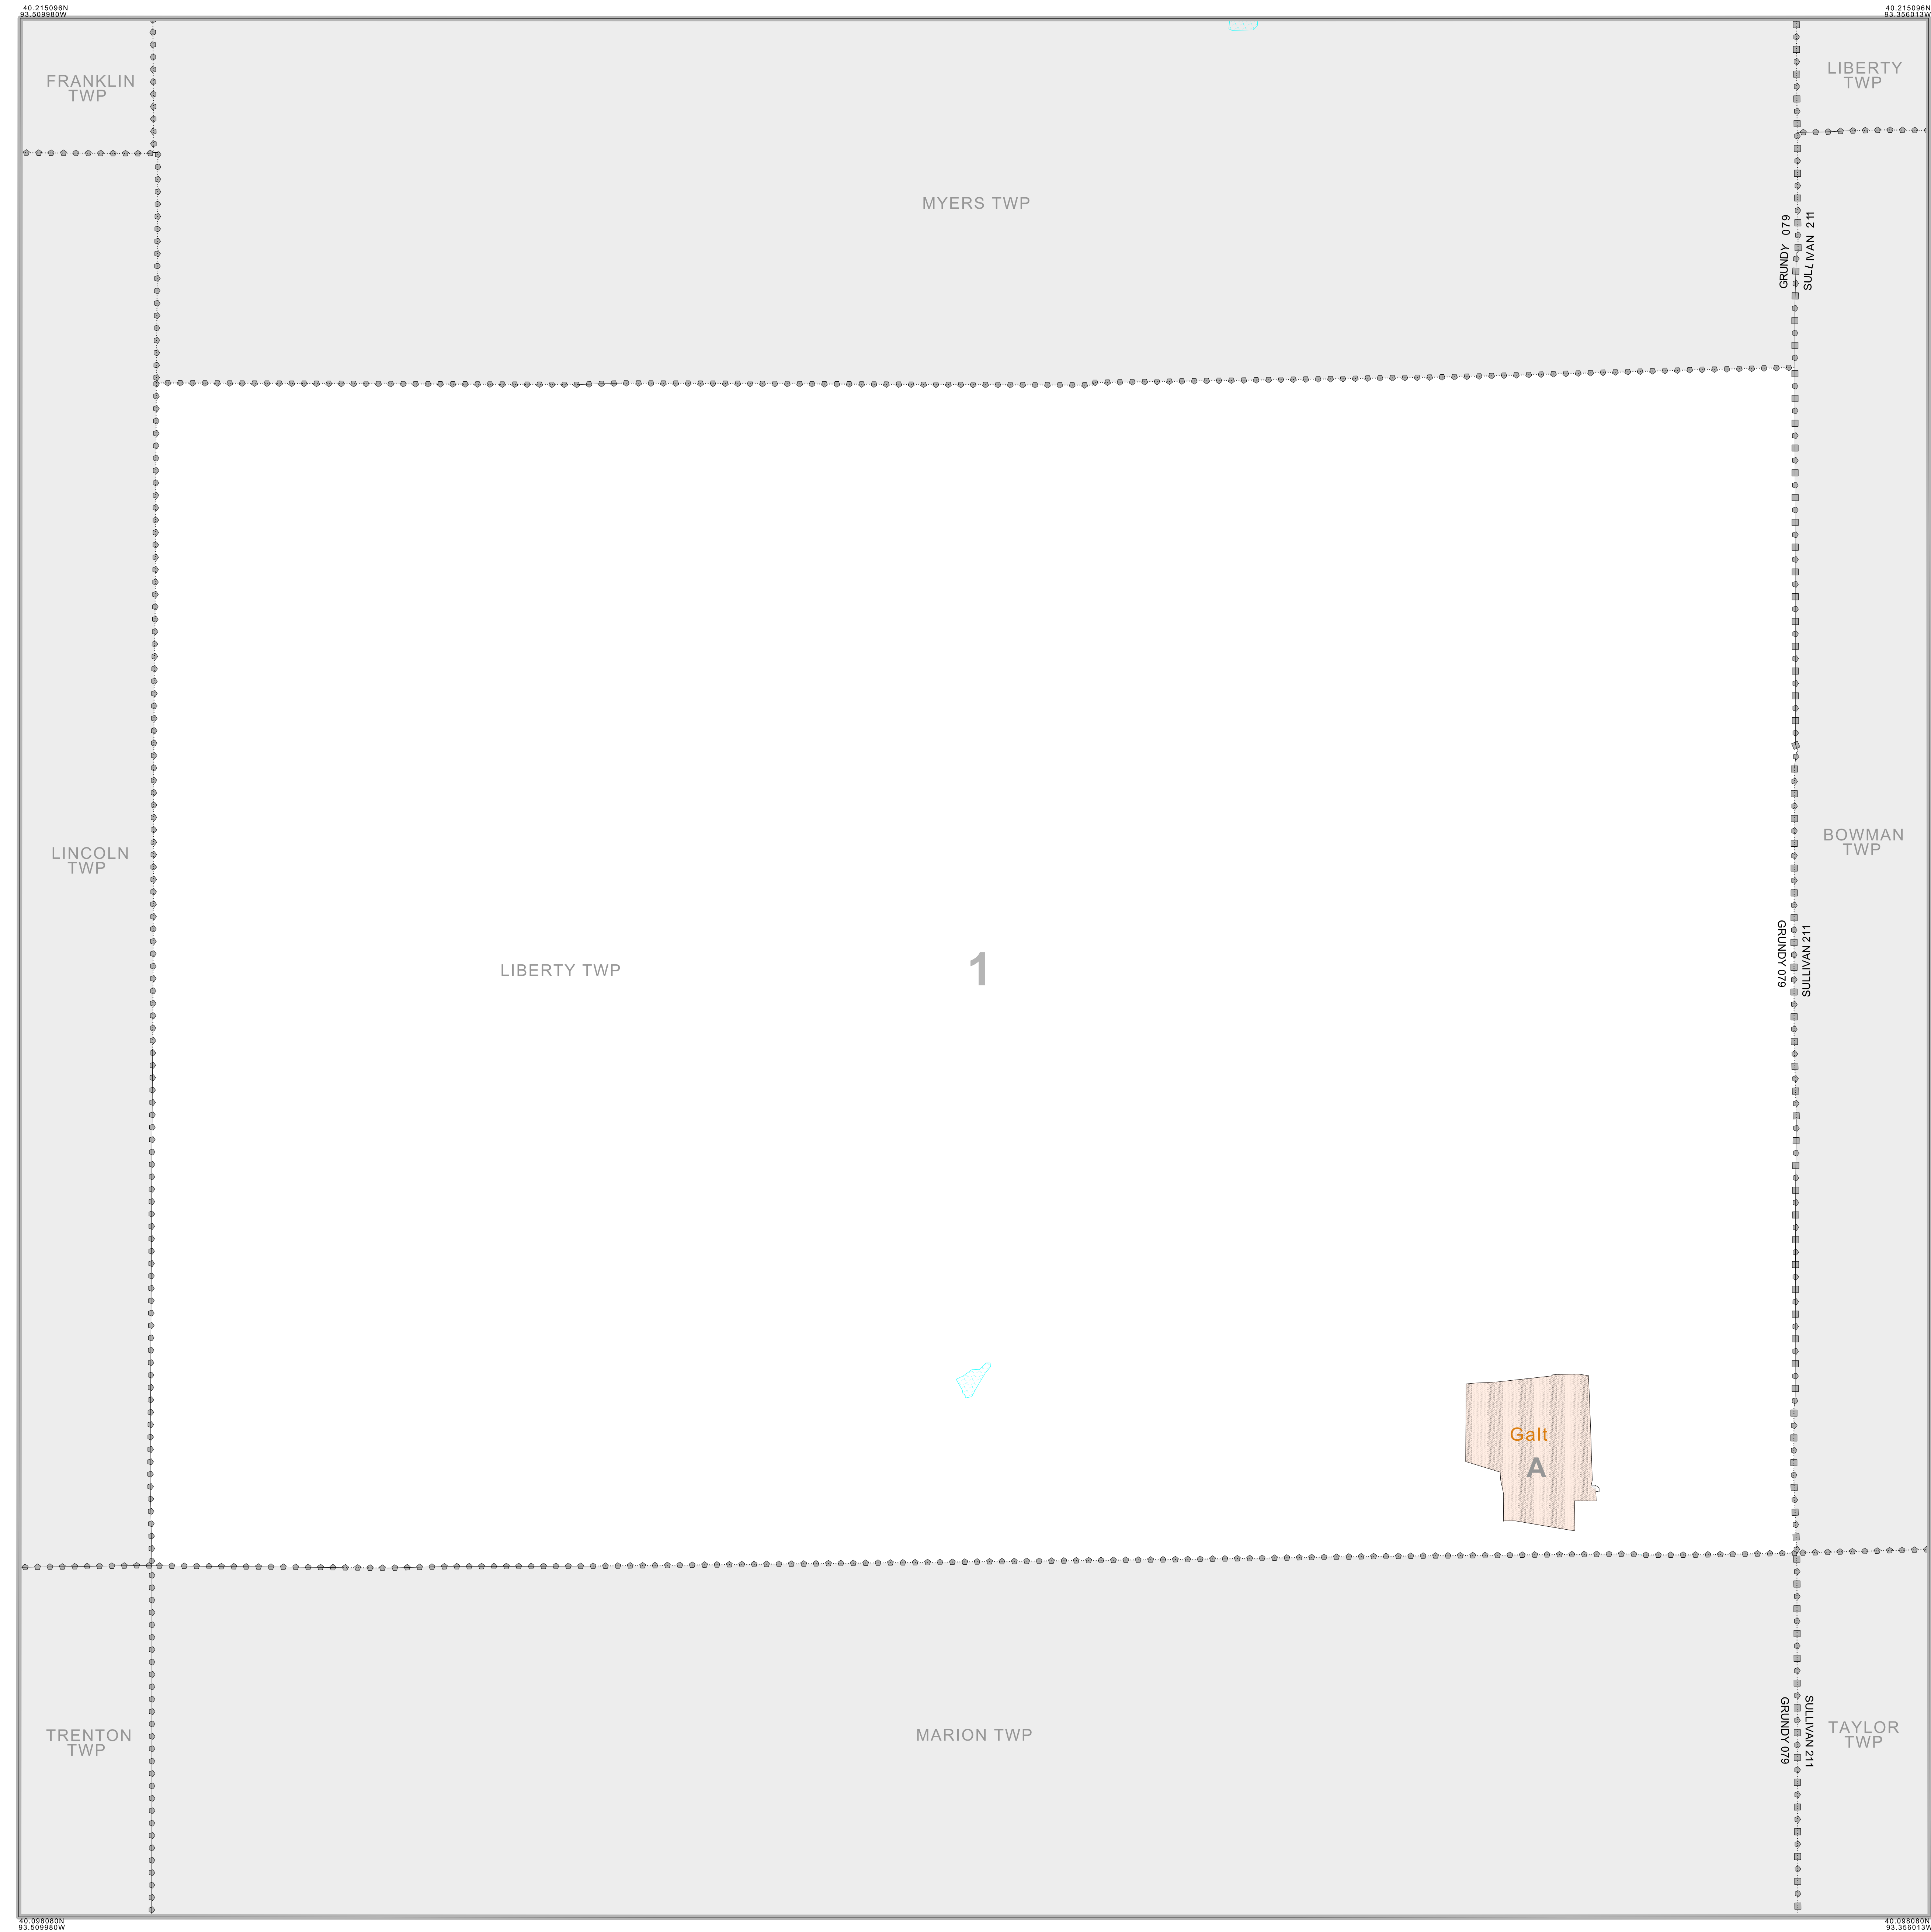 40.215096N
93.509980W
40.215096N
93.356013W
FRANKLIN
TWP
LIBERTY
TWP
MYERS TWP
GRUNDY 079
SULLIVAN 211
LINCOLN
TWP
BOWMAN
TWP
LIBERTY TWP
1
GRUNDY 079
SULLIVAN 211
Galt
A
TRENTON
TWP
MARION TWP
GRUNDY 079
SULLIVAN 211
TAYLOR
TWP
40.098080N
93.509980W
40.098080N
93.356013W